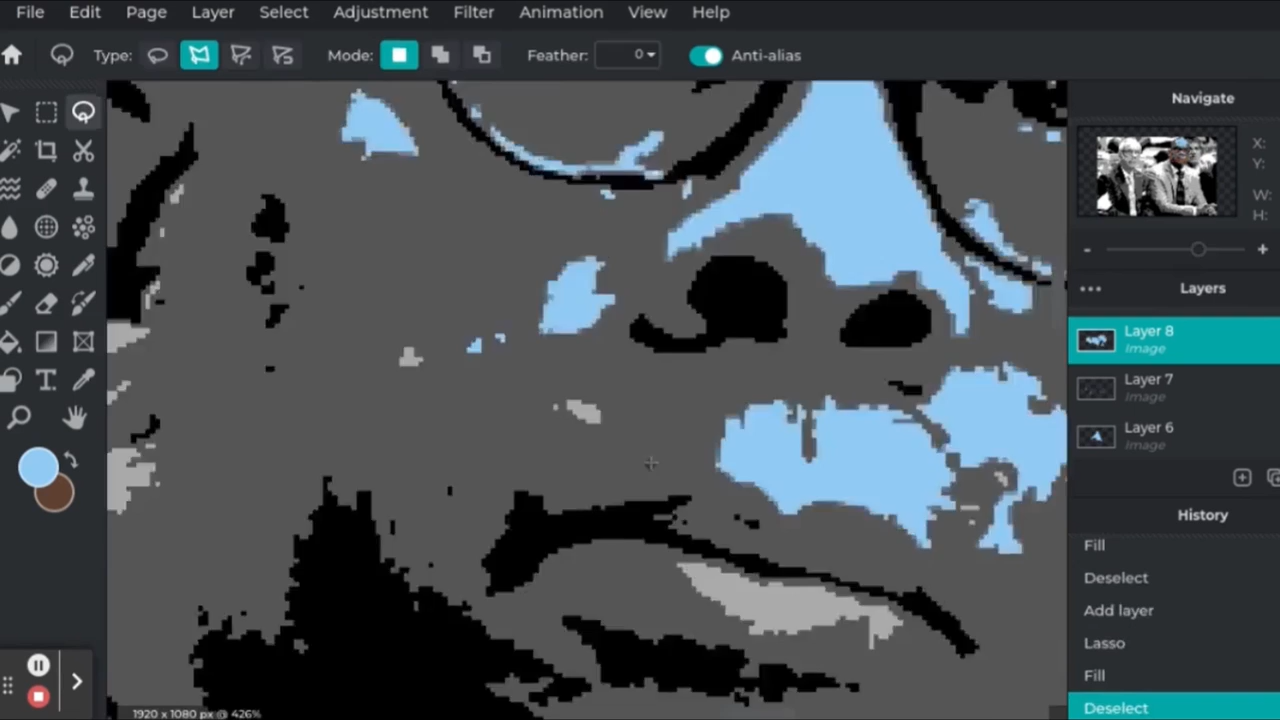 File Edit Page Layer Select Adjustment Filter Animation View Help
Type: Mode: Feather: 0 Anti-alias
Navigate
X:
Y:
W:
H:
- +
Layers
Layer 8
Image
Layer 7
Image
Layer 6
Image
History
Fill
Deselect
Add layer
Lasso
Fill
Deselect
1920 x 1080 px @ 426%